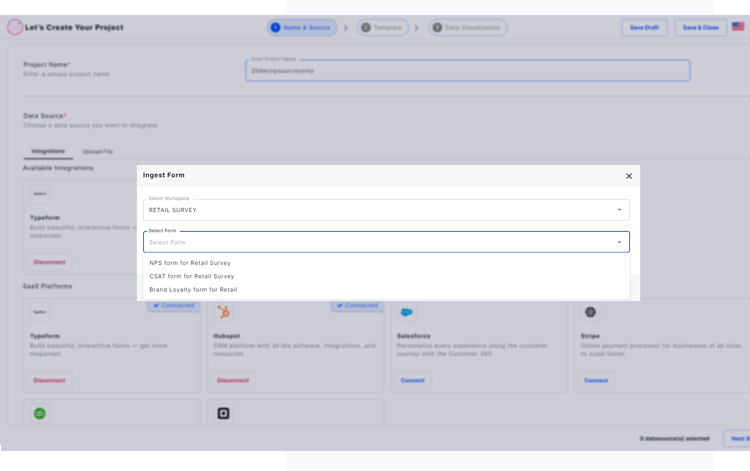 Let's Create Your Project
1 Name & Source
2 Template
3 Data Visualization
Save Draft
Save & Close
Project Name*
Enter a unique project name
Enter Project Name
20decnpssurveyonly
Data Source*
Choose a data source you want to integrate
Integrations
Upload File
Available Integrations
Typeform
Build beautiful, interactive forms —
responses
Disconnect
Ingest Form
Select Workspace
RETAIL SURVEY
Select Form
Select Form
NPS form for Retail Survey
CSAT form for Retail Survey
Brand Loyalty form for Retail
SaaS Platforms
Connected
Typeform
Build beautiful, interactive forms — get more
responses
Disconnect
Connected
Hubspot
CRM platform with all the software, integrations, and
resources
Disconnect
Salesforce
Personalize every experience along the customer
journey with the Customer 360
Connect
Stripe
Online payment processor for businesses of all sizes
to scale faster.
Connect
0 datasource(s) selected
Next